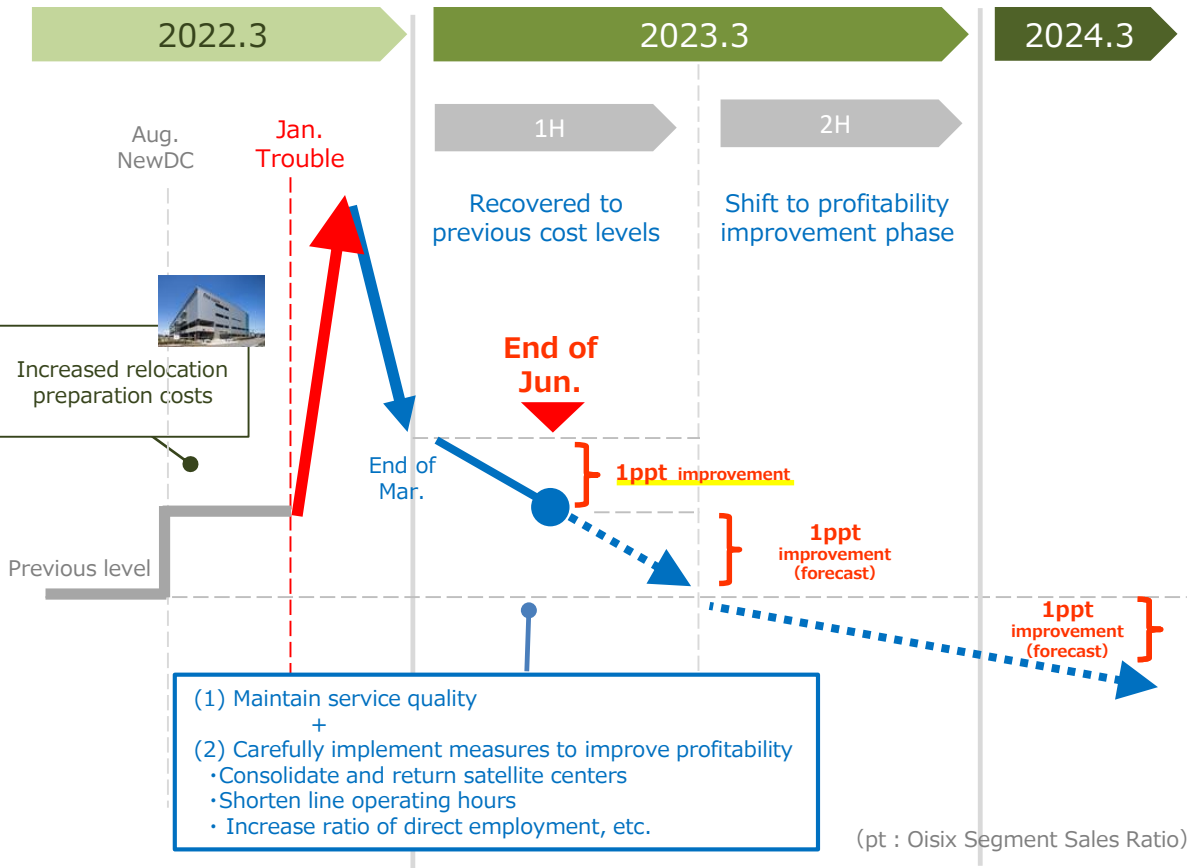 2022.3
2023.3
2024.3
1H
2H
Aug.
NewDC
Jan.
Trouble
Recovered to
previous cost levels
Shift to profitability
improvement phase
Increased relocation
preparation costs
End of
Jun.
End of
Mar.
1ppt improvement
1ppt
improvement
(forecast)
Previous level
1ppt
improvement
(forecast)
(1) Maintain service quality
+
(2) Carefully implement measures to improve profitability
・Consolidate and return satellite centers
・Shorten line operating hours
・ Increase ratio of direct employment, etc.
(pt : Oisix Segment Sales Ratio)